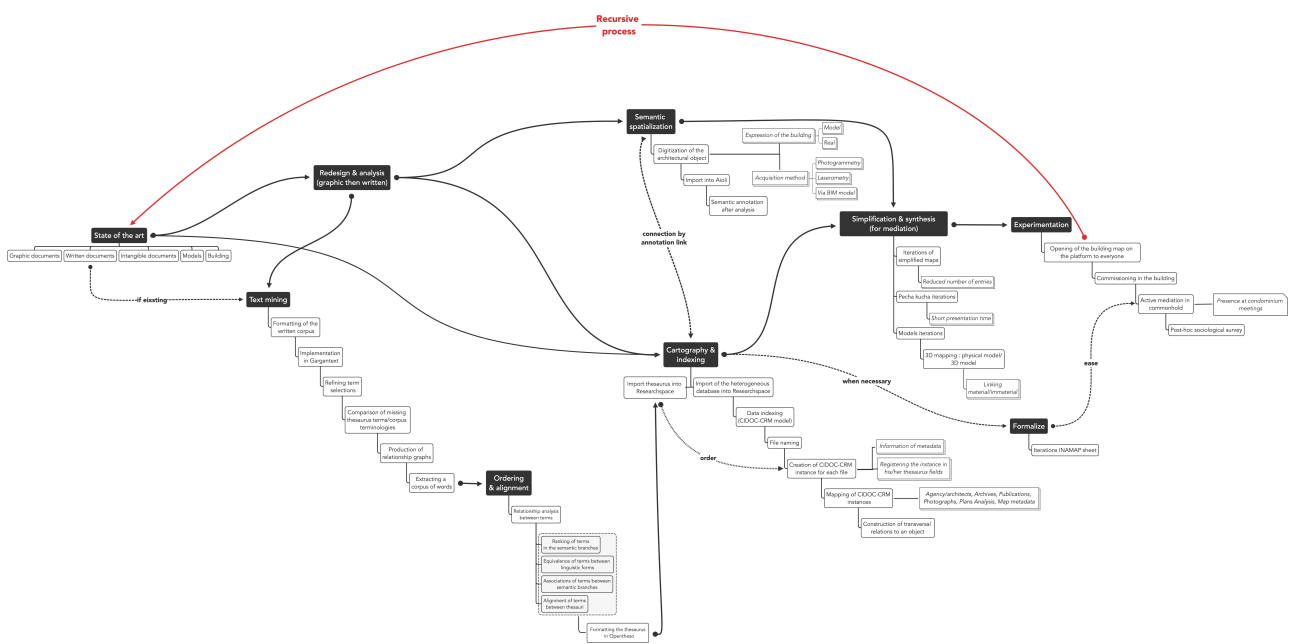 Recursive
process
Semantic
spatialization
Expression of the building
Model
Real
Digitization of the
architectural object
Acquisition method
Photogrammetry
Laserometry
Via BIM model
Import into Aioli
Semantic annotation
after analysis
Redesign & analysis
(graphic then written)
State of the art
Graphic documents
Written documents
Intangible documents
Models
Building
if eixsting
Text mining
Formatting of the
written corpus
Implementation
in Gargantext
Refining term
selections
Comparison of missing
thesaurus terms/corpus
terminologies
Production of
relationship graphs
Extracting a
corpus of words
Ordering
& alignment
Relationship analysis
between terms
Ranking of terms
in the semantic branches
Equivalence of terms between
linguistic forms
Associations of terms between
semantic branches
Alignment of terms
between thesauri
Formatting the thesaurus
in Opentheso
connection by
annotation link
Cartography &
indexing
Import thesaurus into
Researchspace
Import of the heterogeneous
database into Researchspace
Data indexing
(CIDOC-CRM model)
File naming
order
Creation of CIDOC-CRM
instance for each file
Information of metadata
Registering the instance in
his/her thesaurus fields
Mapping of CIDOC-CRM
instances
Agency/architects, Archives, Publications,
Photographs, Plans Analysis, Map metadata
Construction of transversal
relations to an object
Simplification & synthesis
(for mediation)
Iterations of
simplified maps
Reduced number of entries
Pecha kucha iterations
Short presentation time
Models iterations
3D mapping : physical model/
3D model
Linking
material/immaterial
when necessary
Formalize
Iterations INAMAP sheet
ease
Experimentation
Opening of the building map on
the platform to everyone
Commissioning in the building
Active mediation in
commonhold
Presence at condominium
meetings
Post-hoc sociological survey